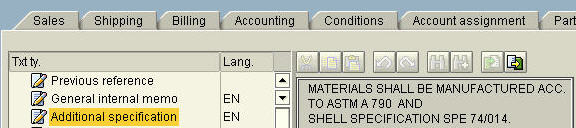 Sales Shipping Billing Accounting Conditions Account assignment Part
Txt ty. Lang.
Previous reference
General internal memo EN
Additional specification EN
MATERIALS SHALL BE MANUFACTURED ACC.
TO ASTM A 790 AND
SHELL SPECIFICATION SPE 74/014.